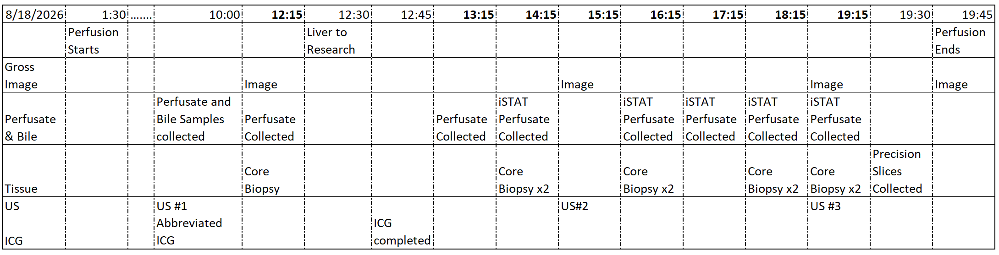 8/18/2026 1:30 ....... 10:00 12:15 12:30 12:45 13:15 14:15 15:15 16:15 17:15 18:15 19:15 19:30 19:45
Perfusion Liver to Perfusion
Starts Research Ends
Gross
Image Image Image Image Image
Perfusate and iSTAT iSTAT iSTAT iSTAT iSTAT
Perfusate Bile Samples Perfusate Perfusate Perfusate Perfusate Perfusate Perfusate Perfusate
& Bile collected Collected Collected Collected Collected Collected Collected Collected
Precision
Core Core Core Core Core Slices
Tissue Biopsy Biopsy x2 Biopsy x2 Biopsy x2 Biopsy x2 Collected
US US #1 US#2 US #3
Abbreviated ICG
ICG ICG completed